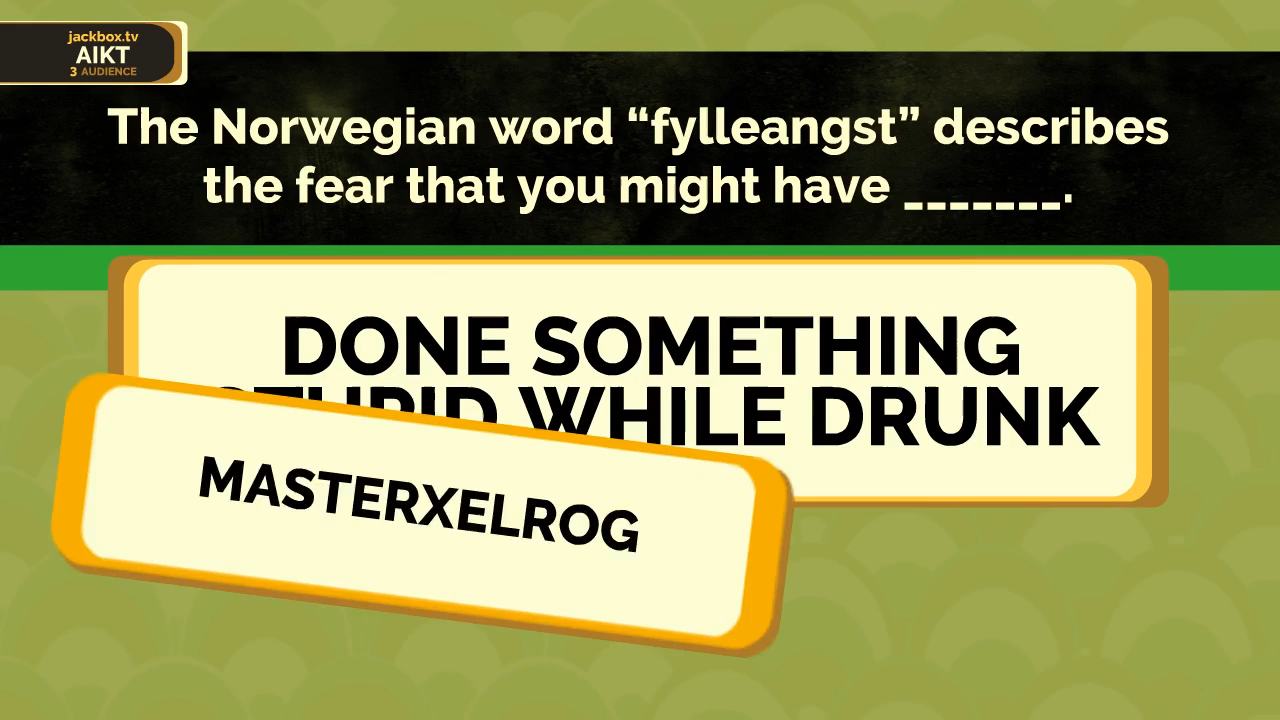 jackbox.tv
AIKT
3 AUDIENCE
The Norwegian word “fylleangst” describes
the fear that you might have _______.
DONE SOMETHING
STUPID WHILE DRUNK
MASTERXELROG